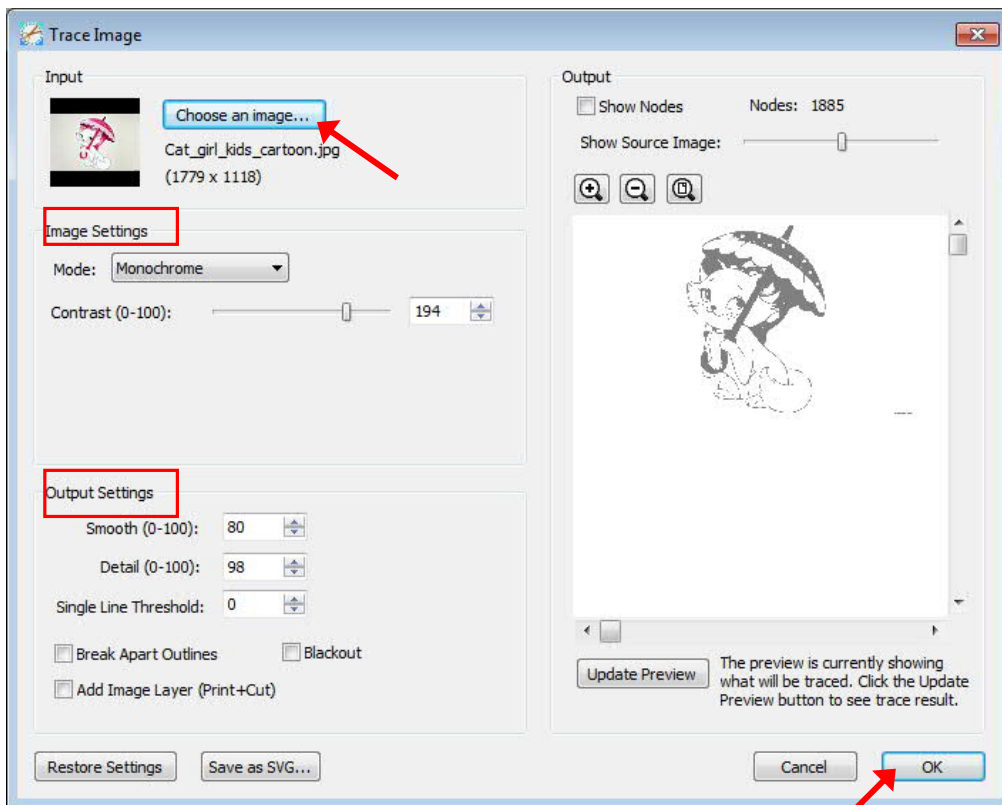 Trace Image
Input
Choose an image...
Cat_girl_kids_cartoon.jpg
(1779 x 1118)
Image Settings
Mode: Monochrome
Contrast (0-100): 194
Output Settings
Smooth (0-100): 80
Detail (0-100): 98
Single Line Threshold: 0
Break Apart Outlines Blackout
Add Image Layer (Print+Cut)
Restore Settings Save as SVG...
Output
Show Nodes Nodes: 1885
Show Source Image:
Update Preview
The preview is currently showing
what will be traced. Click the Update
Preview button to see trace result.
Cancel OK